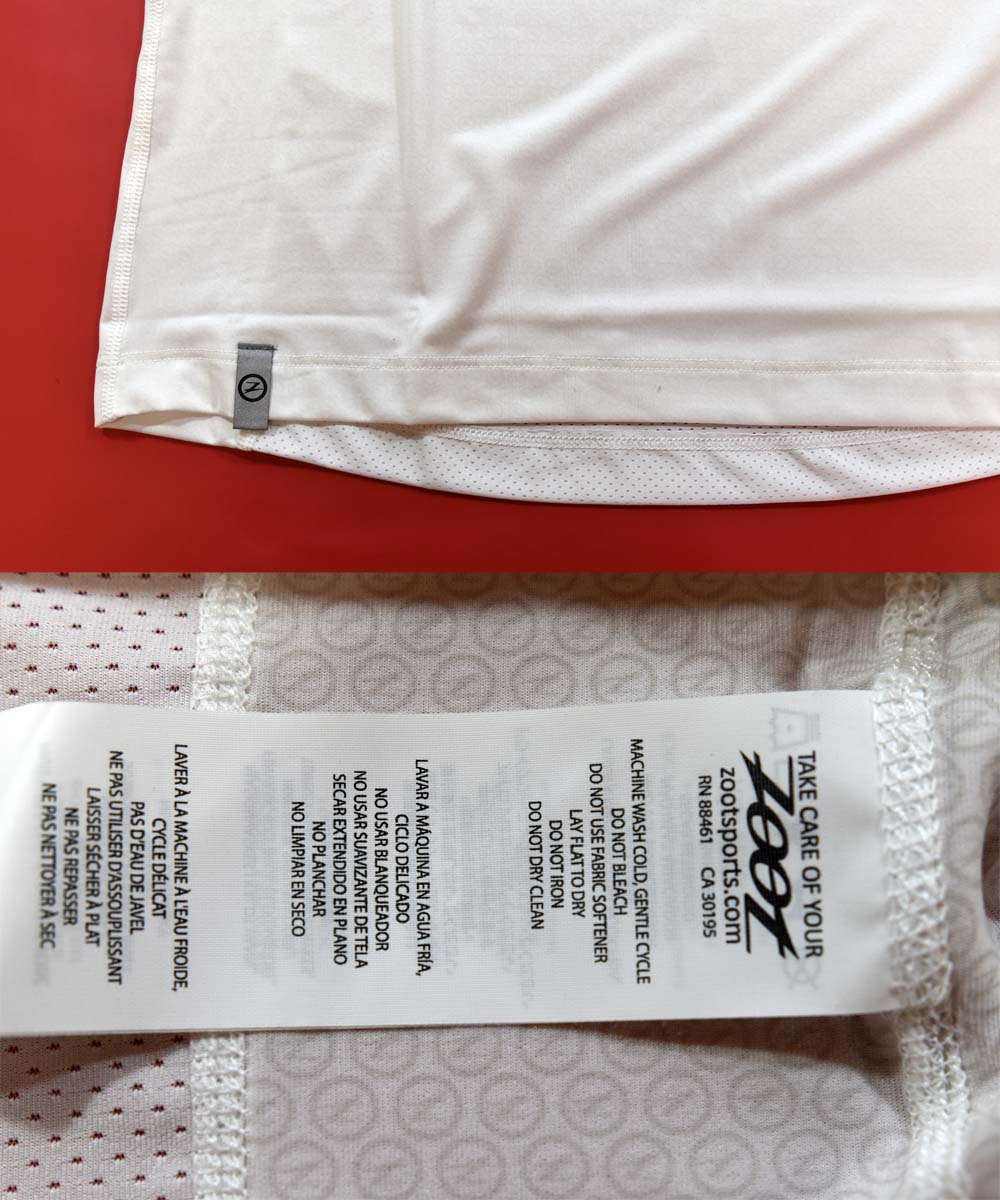 TAKE CARE OF YOUR
ZOOT
zootsports.com
RN 88461 CA 30195
MACHINE WASH COLD, GENTLE CYCLE
DO NOT BLEACH
DO NOT USE FABRIC SOFTENER
LAY FLAT TO DRY
DO NOT IRON
DO NOT DRY CLEAN
LAVAR A MÁQUINA EN AGUA FRÍA,
CICLO DELICADO
NO USAR BLANQUEADOR
NO USAR SUAVIZANTE DE TELA
SECAR EXTENDIDO EN PLANO
NO PLANCHAR
NO LIMPIAR EN SECO
LAVER À LA MACHINE À L'EAU FROIDE,
CYCLE DÉLICAT
PAS D'EAU DE JAVEL
NE PAS UTILISER D'ASSOUPLISSANT
LAISSER SÉCHER À PLAT
NE PAS REPASSER
NE PAS NETTOYER À SEC